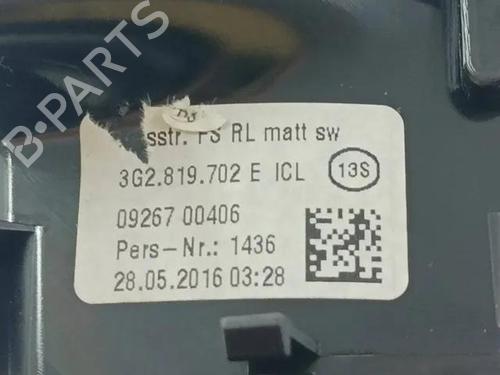 B-PARTS
sstr. FS RL matt sw
3G2.819.702 E ICL 13S
09267 00406
Pers-Nr.: 1436
28.05.2016 03:28